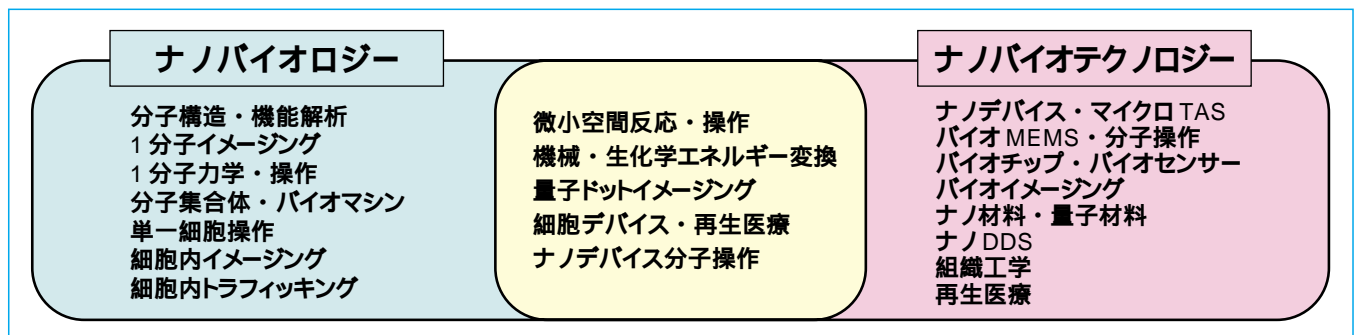 ナノバイオロジー
分子構造・機能解析
1分子イメージング
1分子力学・操作
分子集合体・バイオマシン
単一細胞操作
細胞内イメージング
細胞内トラフィッキング
微小空間反応・操作
機械・生化学エネルギー変換
量子ドットイメージング
細胞デバイス・再生医療
ナノデバイス分子操作
ナノバイオテクノロジー
ナノデバイス・マイクロTAS
バイオMEMS・分子操作
バイオチップ・バイオセンサー
バイオイメージング
ナノ材料・量子材料
ナノDDS
組織工学
再生医療